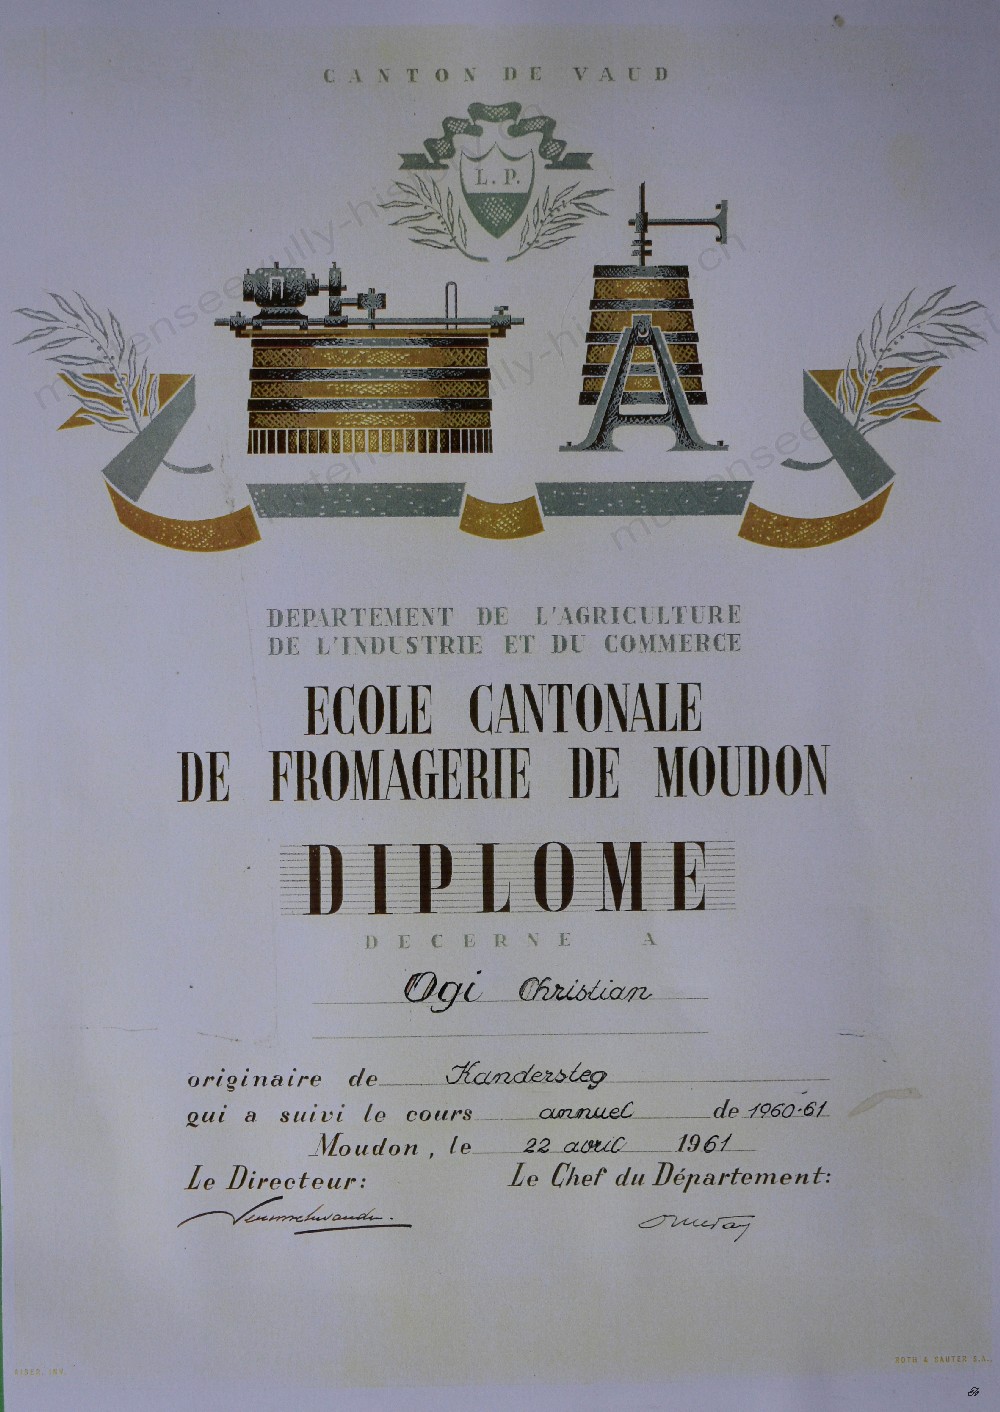 CANTON DE VAUD
L. P.
DEPARTEMENT DE L'AGRICULTURE
DE L'INDUSTRIE ET DU COMMERCE
ECOLE CANTONALE
DE FROMAGERIE DE MOUDON
DIPLOME
DECERNE A
Ogi Christian
originaire de Kandersteg
qui a suivi le cours annuel de 1960-61
Moudon, le 22 avril 1961
Le Directeur: Le Chef du Département:
ROTH & SAUTER S.A.